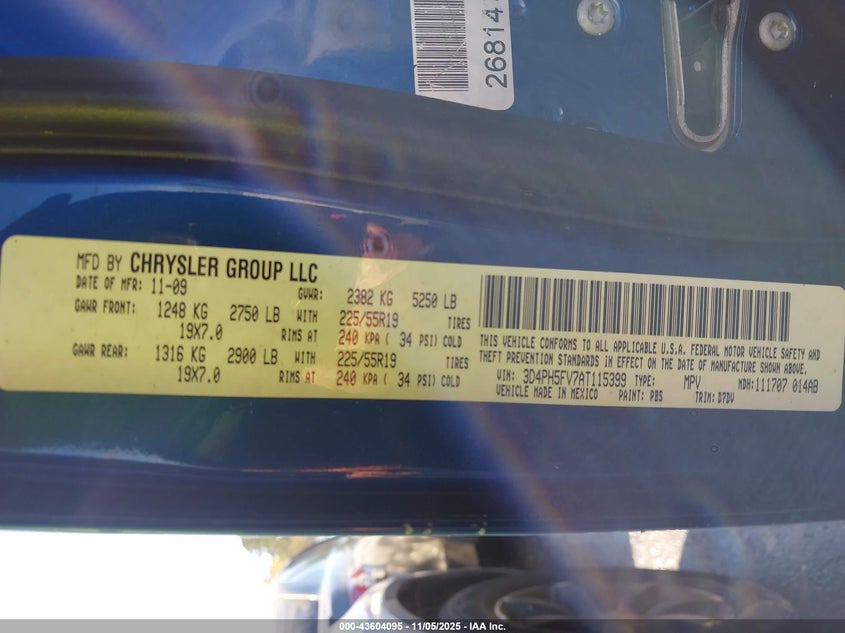 26814
MFD BY CHRYSLER GROUP LLC
DATE OF MFR: 11-09 GVWR: 2382 KG 5250 LB
GAWR FRONT: 1248 KG 2750 LB WITH 225/55R19 TIRES
19X7.0 RIMS AT 240 KPA ( 34 PSI) COLD
GAWR REAR: 1316 KG 2900 LB WITH 225/55R19 TIRES
19X7.0 RIMS AT 240 KPA ( 34 PSI) COLD
THIS VEHICLE CONFORMS TO ALL APPLICABLE U.S.A. FEDERAL MOTOR VEHICLE SAFETY AND
THEFT PREVENTION STANDARDS IN EFFECT ON THE DATE OF MANUFACTURE SHOWN ABOVE.
VIN: 3D4PH5FV7AT115399 TYPE: MPV MDH:111707 014AB
VEHICLE MADE IN MEXICO PAINT: PBS TRIM: D7DV
000-43604095 - 11/05/2025 - IAA Inc.